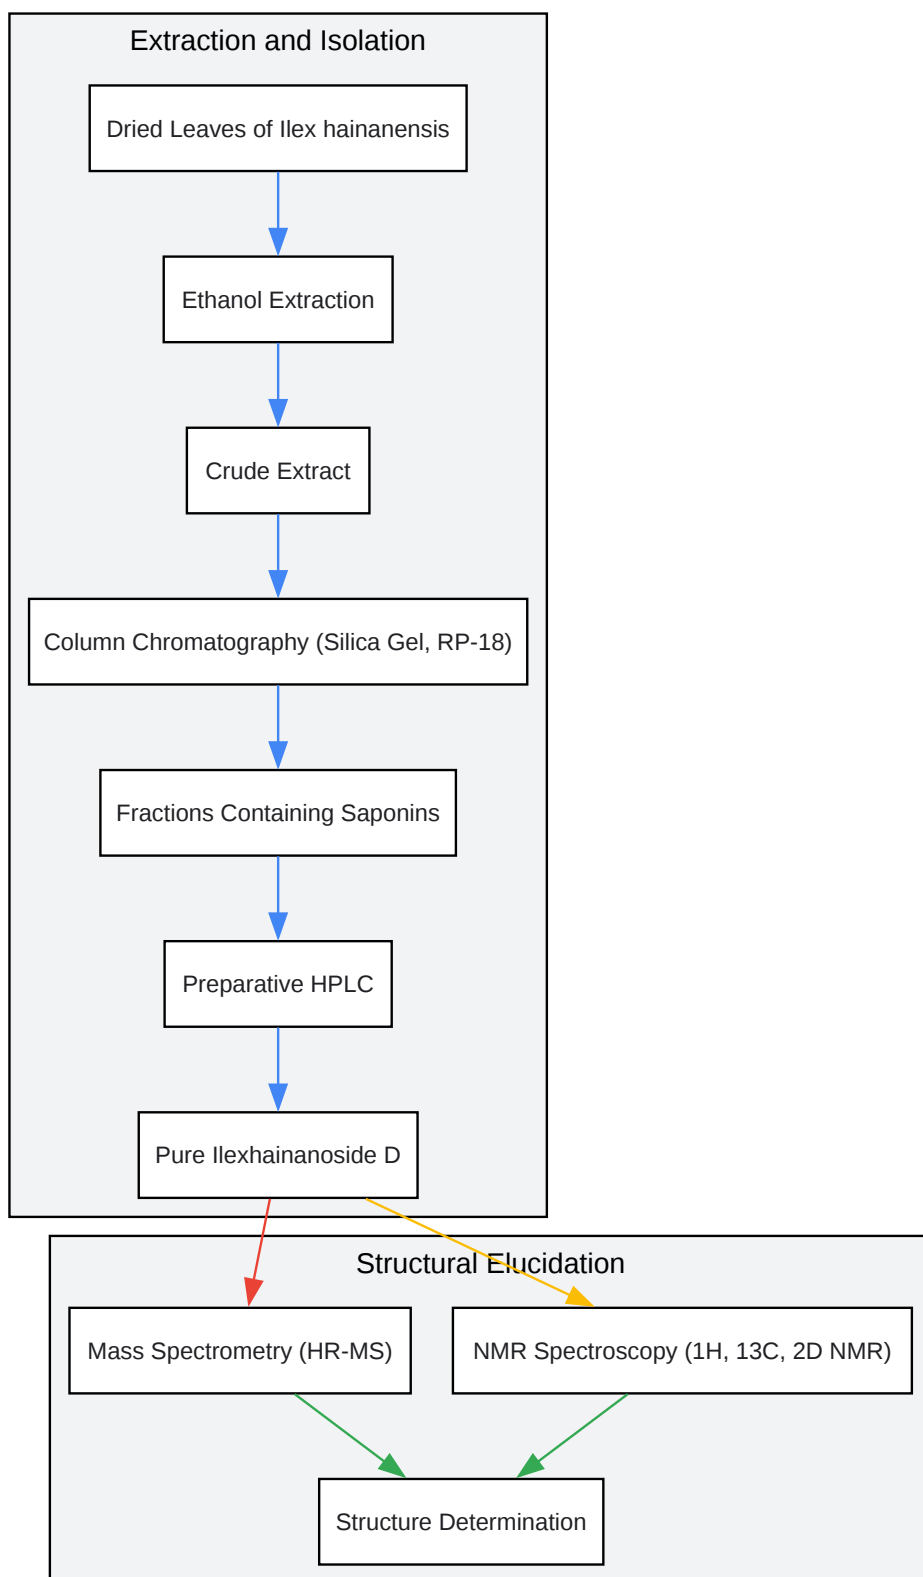 Extraction and Isolation
Dried Leaves of Ilex hainanensis
Ethanol Extraction
Crude Extract
Column Chromatography (Silica Gel, RP-18)
Fractions Containing Saponins
Preparative HPLC
Pure Ilexhainanoside D
Structural Elucidation
Mass Spectrometry (HR-MS)
NMR Spectroscopy (1H, 13C, 2D NMR)
Structure Determination